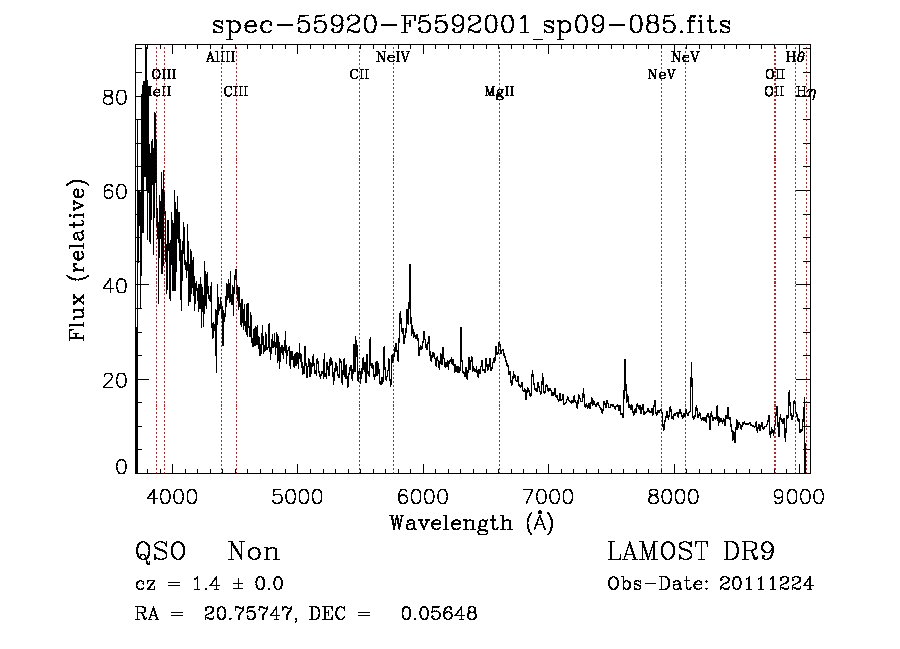 spec-55920-F5592001_sp09-085.fits
AlIII NeIV NeV Hθ
OIII CII NeV OII
HeII CIII MgII OII Hη
80
60
40
20
0
Flux (relative)
4000 5000 6000 7000 8000 9000
Wavelength (Å)
QSO Non LAMOST DR9
cz = 1.4 ± 0.0 Obs-Date: 20111224
RA = 20.75747, DEC = 0.05648